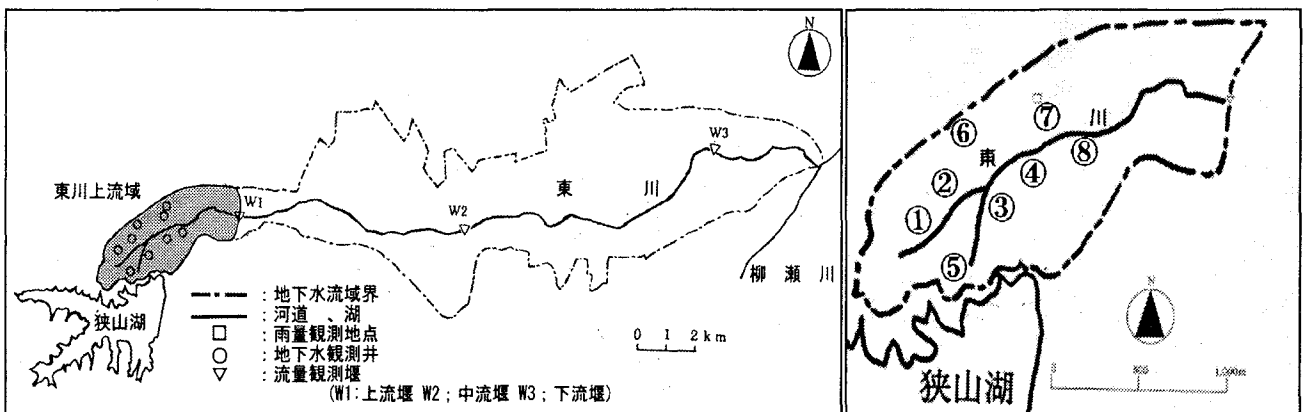 N
W3
東川上流域
W1
東 川
W2
柳瀬川
:地下水流域界
:河道 、湖
:雨量観測地点
:地下水観測井
:流量観測堰
(W1:上流堰 W2;中流堰 W3;下流堰)
狭山湖
0 1 2km
⑦
川
⑥
東
⑧
②
④
①
③
⑤
N
狭山湖